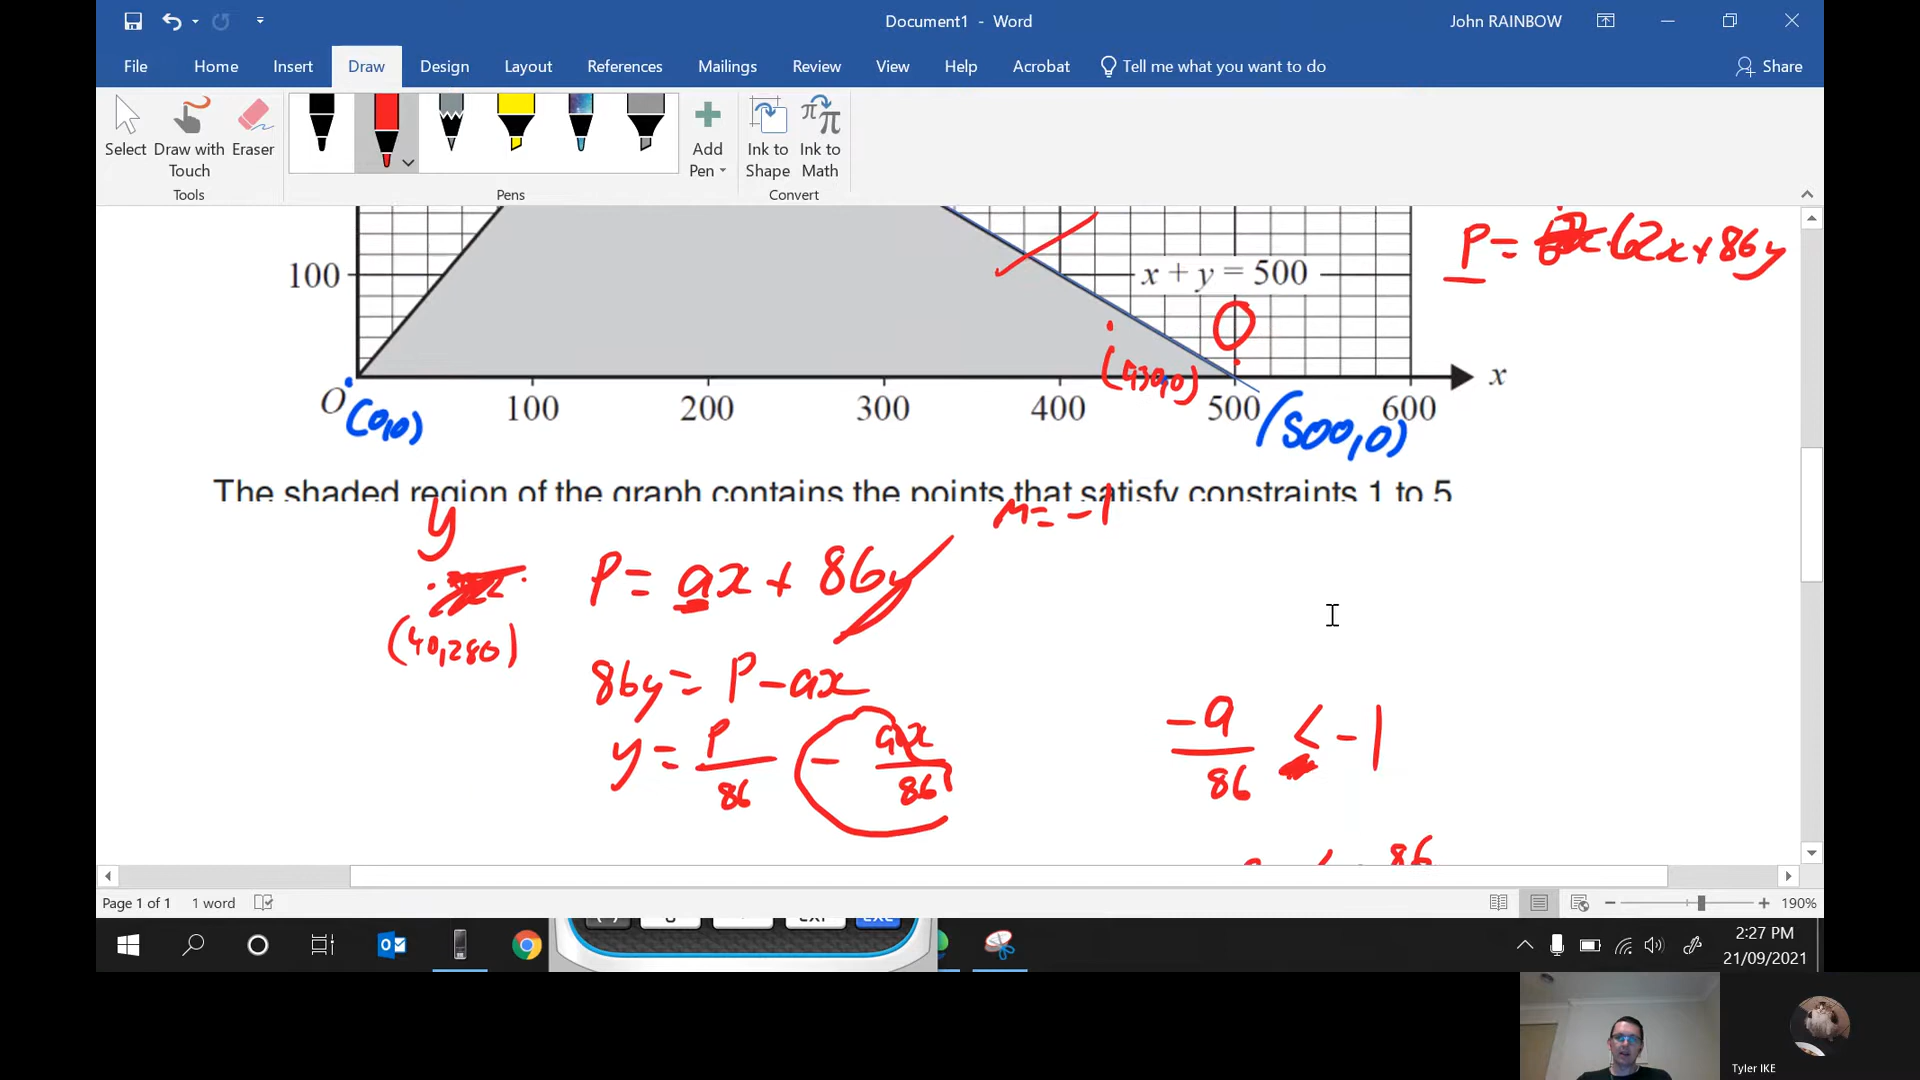 Document1 - Word
John RAINBOW
File Home Insert Draw Design Layout References Mailings Review View Help Acrobat Tell me what you want to do Share
Select Draw with Touch Eraser Add Pen Ink to Shape Ink to Math
Tools Pens Convert
P = 62x + 86y
100
x + y = 500
(430,0)
x
O 100 200 300 400 500 600
(0,0)
(500,0)
The shaded region of the graph contains the points that satisfy constraints 1 to 5
y
m = -1
P = ax + 86y
(40,280)
86y = P - ax
y = P/86 - ax/86
-a/86 < -1
86
Page 1 of 1 1 word 190%
EXP EXE
2:27 PM
21/09/2021
Tyler IKE